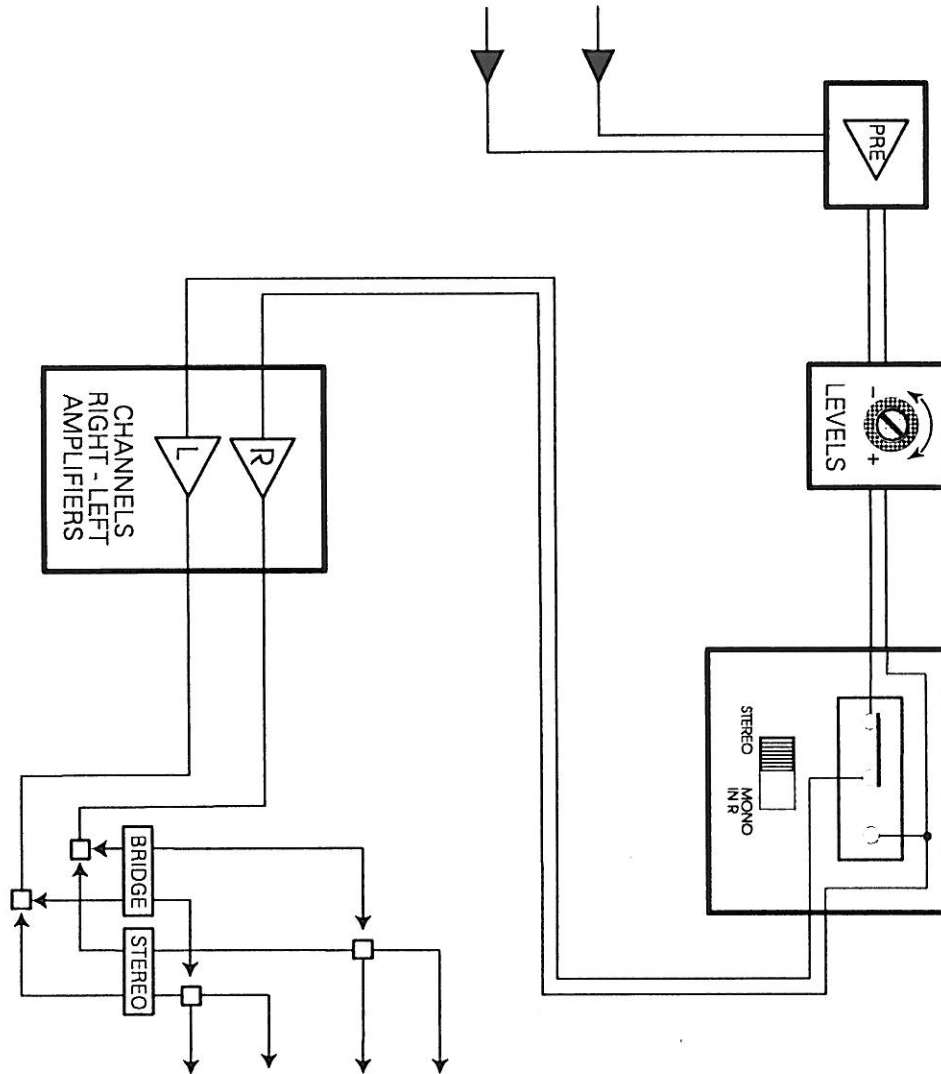 PRE
-
+
LEVELS
CHANNELS
RIGHT - LEFT
AMPLIFIERS
R
L
STEREO
MONO
IN R
BRIDGE
STEREO